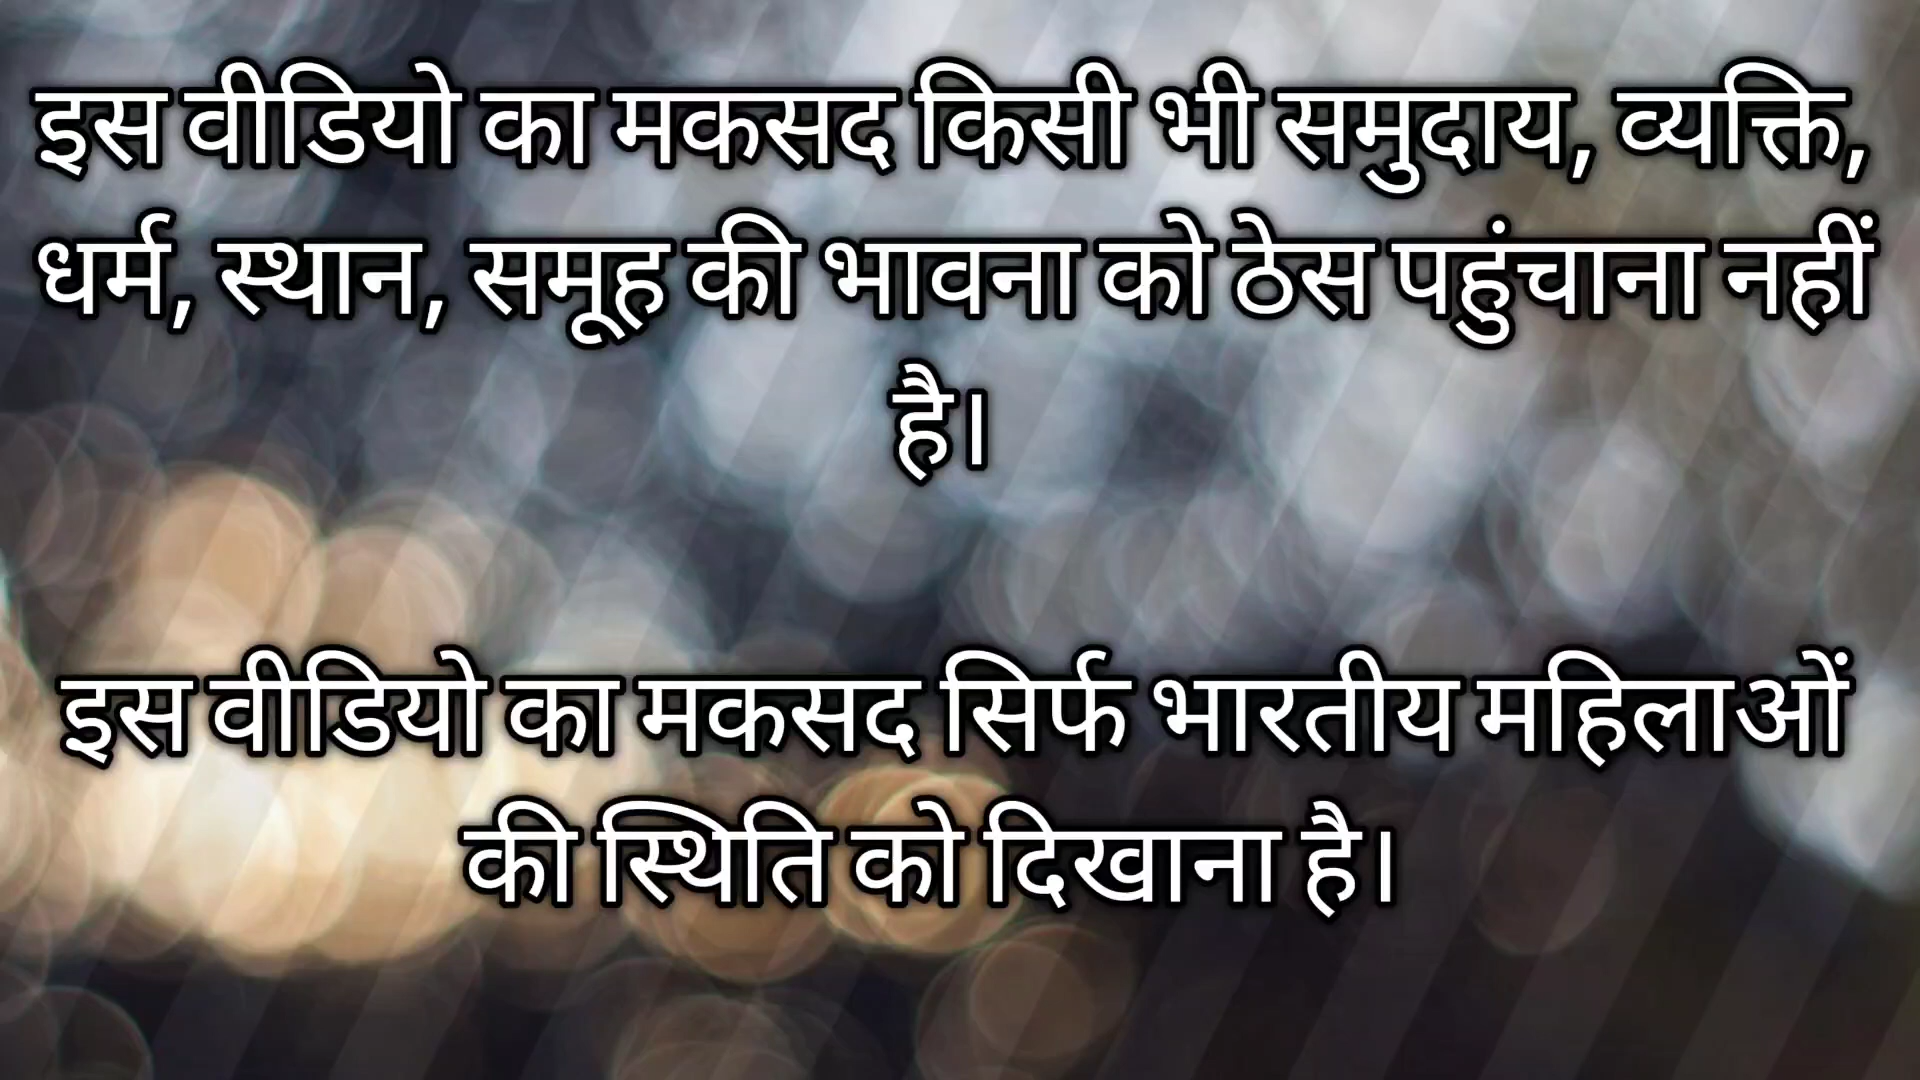 इस वीडियो का मकसद किसी भी समुदाय, व्यक्ति,
धर्म, स्थान, समूह की भावना को ठेस पहुंचाना नहीं
है।
इस वीडियो का मकसद सिर्फ भारतीय महिलाओं
की स्थिति को दिखाना है।